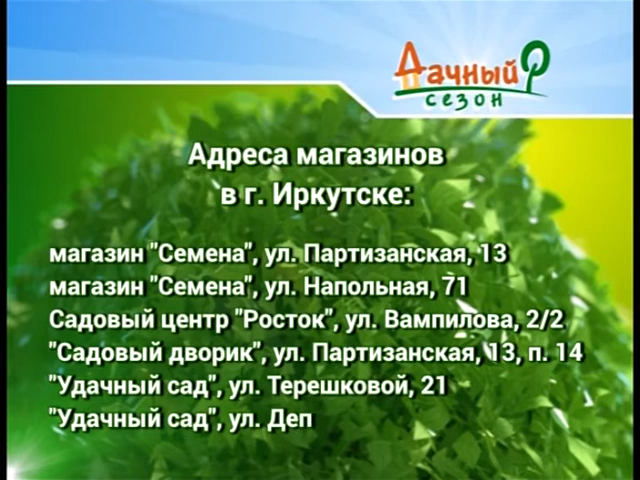 Дачный
сезон
Адреса магазинов
в г. Иркутске:
магазин "Семена", ул. Партизанская, 13
магазин "Семена", ул. Напольная, 71
Садовый центр "Росток", ул. Вампилова, 2/2
"Садовый дворик", ул. Партизанская, 13, п. 14
"Удачный сад", ул. Терешковой, 21
"Удачный сад", ул. Деп